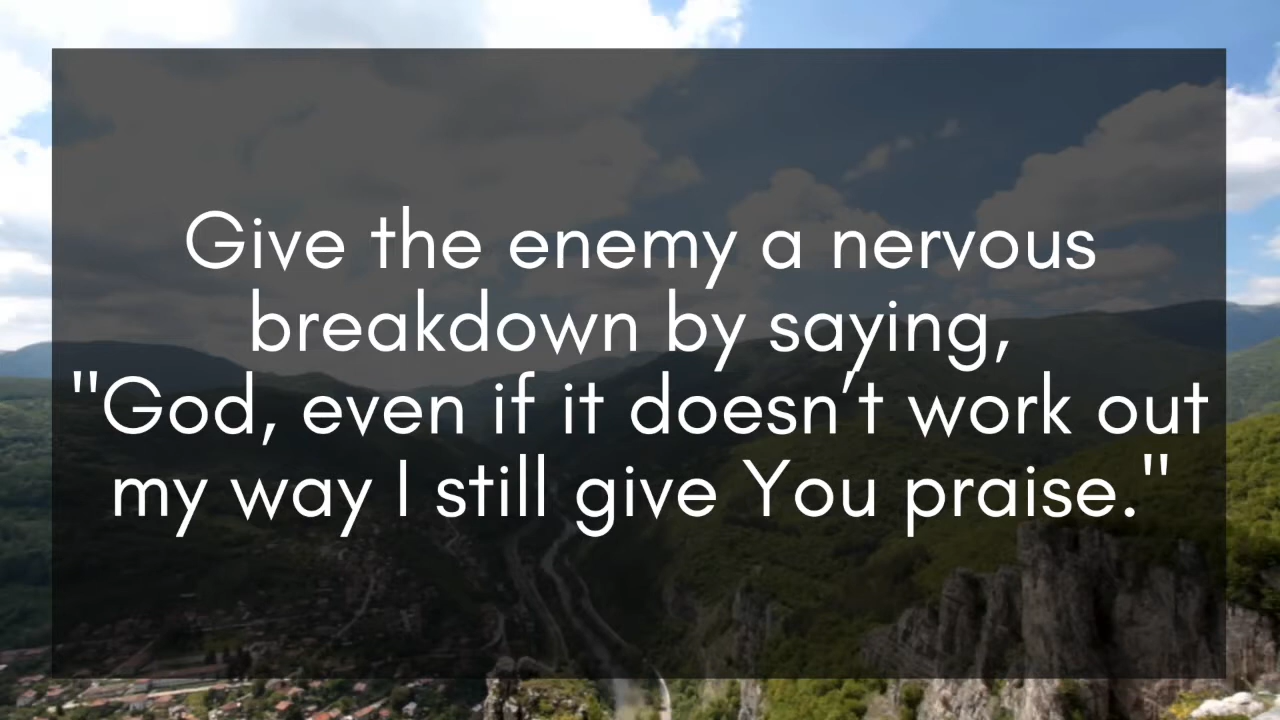 Give the enemy a nervous
breakdown by saying,
"God, even if it doesn’t work out
my way I still give You praise."